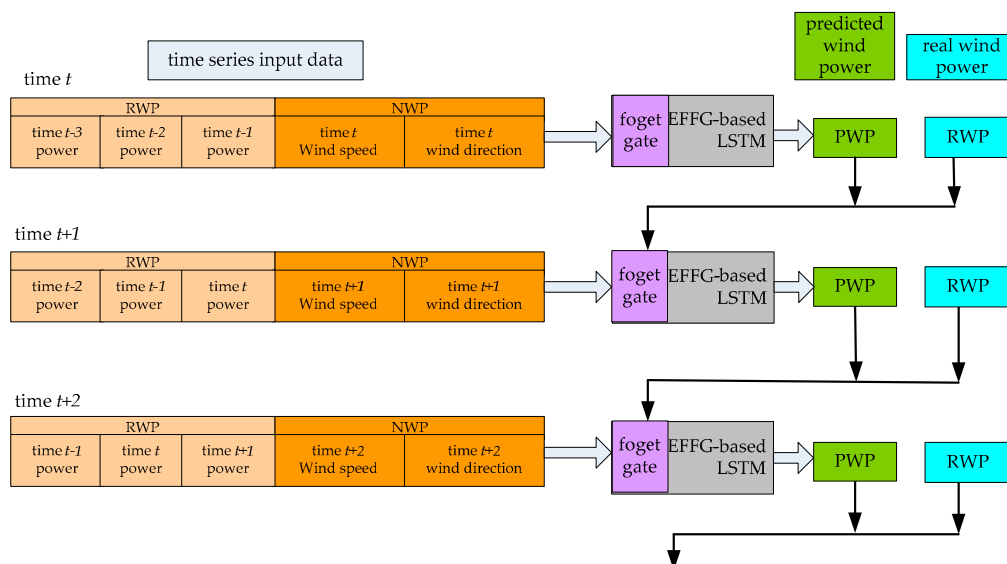 time series input data
predicted
wind
power
real wind
power
time t
RWP
NWP
time t-3
power
time t-2
power
time t-1
power
time t
Wind speed
time t
wind direction
foget
gate
EFFG-based
LSTM
PWP
RWP
time t+1
RWP
NWP
time t-2
power
time t-1
power
time t
power
time t+1
Wind speed
time t+1
wind direction
foget
gate
EFFG-based
LSTM
PWP
RWP
time t+2
RWP
NWP
time t-1
power
time t
power
time t+1
power
time t+2
Wind speed
time t+2
wind direction
foget
gate
EFFG-based
LSTM
PWP
RWP